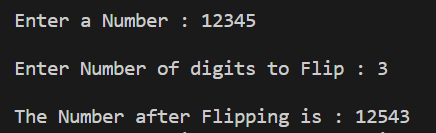 Enter a Number : 12345
Enter Number of digits to Flip : 3
The Number after Flipping is : 12543